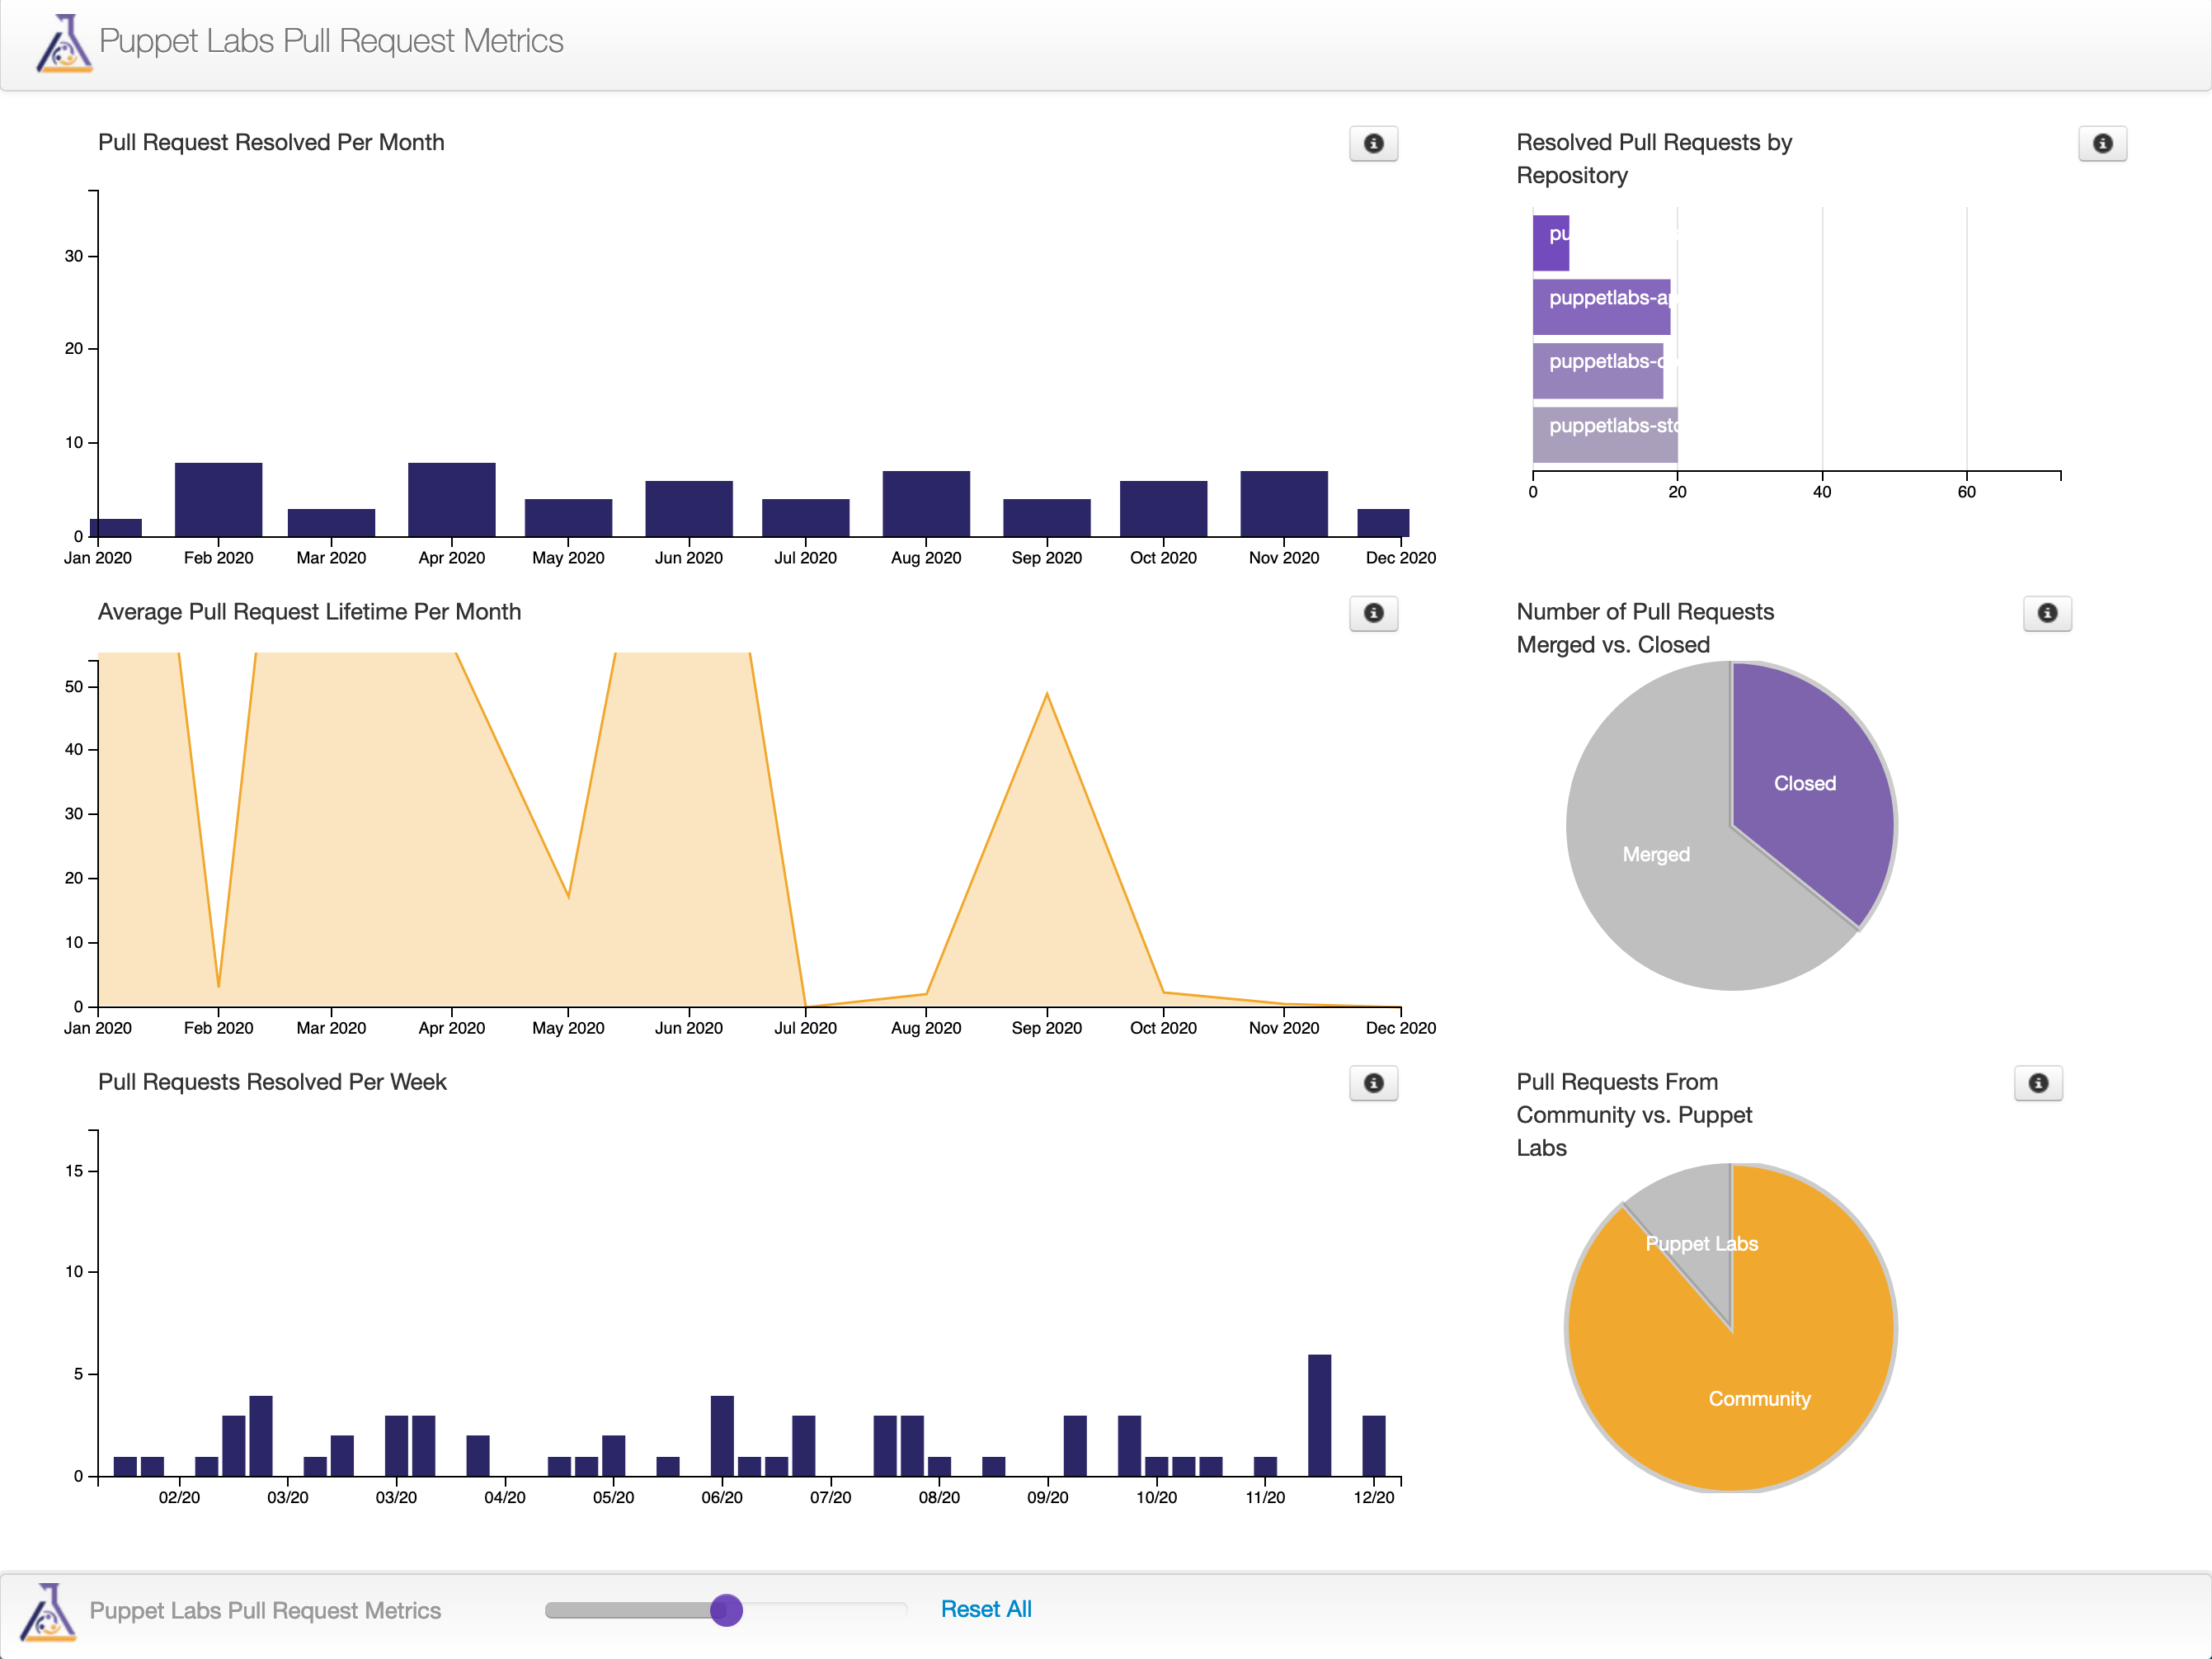 Puppet Labs Pull Request Metrics
Pull Request Resolved Per Month
30
20
10
0
Jan 2020 Feb 2020 Mar 2020 Apr 2020 May 2020 Jun 2020 Jul 2020 Aug 2020 Sep 2020 Oct 2020 Nov 2020 Dec 2020
Resolved Pull Requests by
Repository
pu
puppetlabs-ap
puppetlabs-
puppetlabs-std
0 20 40 60
Average Pull Request Lifetime Per Month
50
40
30
20
10
0
Jan 2020 Feb 2020 Mar 2020 Apr 2020 May 2020 Jun 2020 Jul 2020 Aug 2020 Sep 2020 Oct 2020 Nov 2020 Dec 2020
Number of Pull Requests
Merged vs. Closed
Closed
Merged
Pull Requests Resolved Per Week
15
10
5
0
02/20 03/20 03/20 04/20 05/20 06/20 07/20 08/20 09/20 10/20 11/20 12/20
Pull Requests From
Community vs. Puppet
Labs
Puppet Labs
Community
Puppet Labs Pull Request Metrics
Reset All